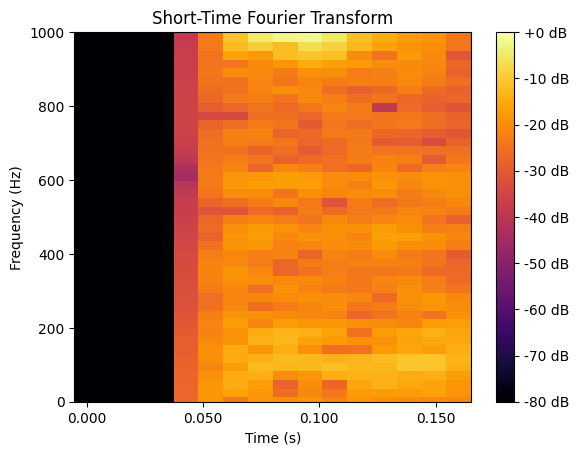 Short-Time Fourier Transform
1000
800
600
400
200
0
Frequency (Hz)
0.000
0.050
0.100
0.150
Time (s)
+0 dB
-10 dB
-20 dB
-30 dB
-40 dB
-50 dB
-60 dB
-70 dB
-80 dB